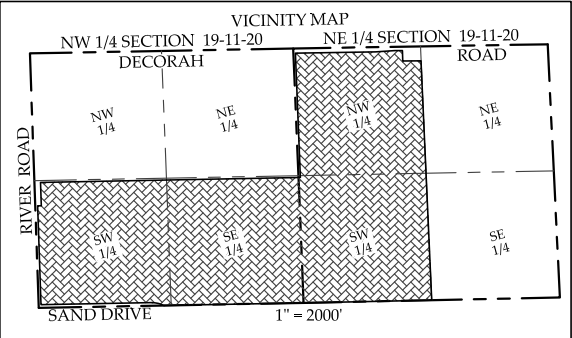 VICINITY MAP
NW 1/4 SECTION 19-11-20
NE 1/4 SECTION 19-11-20
DECORAH
ROAD
NW
1/4
NE
1/4
NW
1/4
NE
1/4
RIVER ROAD
SW
1/4
SE
1/4
SW
1/4
SE
1/4
SAND DRIVE
1" = 2000'